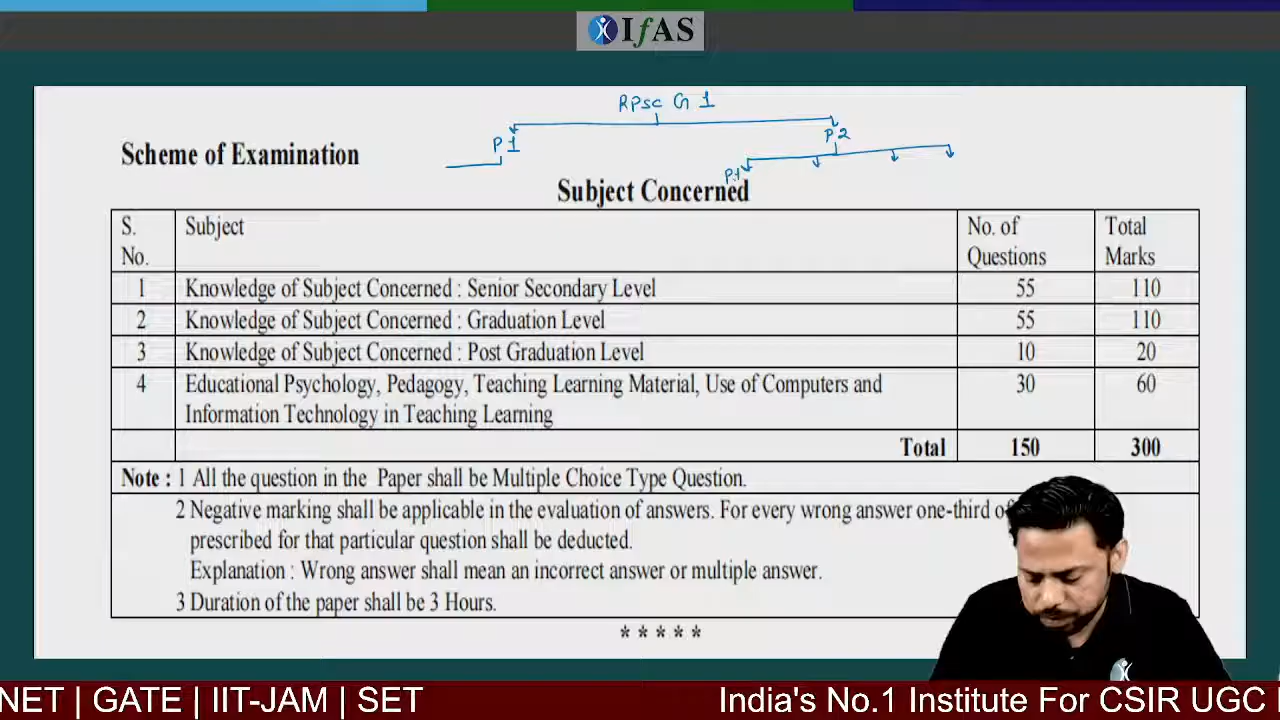 IfAS
RPSC G 1
P 1
P 2
P.1
Scheme of Examination
Subject Concerned
S. No. Subject No. of Questions Total Marks
1 Knowledge of Subject Concerned : Senior Secondary Level 55 110
2 Knowledge of Subject Concerned : Graduation Level 55 110
3 Knowledge of Subject Concerned : Post Graduation Level 10 20
4 Educational Psychology, Pedagogy, Teaching Learning Material, Use of Computers and 30 60
Information Technology in Teaching Learning
Total 150 300
Note : 1 All the question in the Paper shall be Multiple Choice Type Question.
2 Negative marking shall be applicable in the evaluation of answers. For every wrong answer one-third
prescribed for that particular question shall be deducted.
Explanation : Wrong answer shall mean an incorrect answer or multiple answer.
3 Duration of the paper shall be 3 Hours.
*****
NET | GATE | IIT-JAM | SET India's No.1 Institute For CSIR UGC